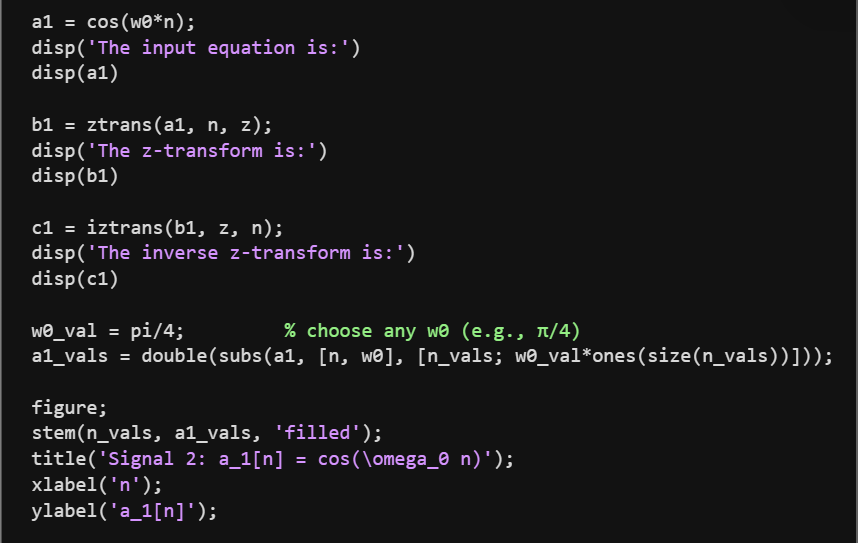 a1 = cos(w0*n);
disp('The input equation is:')
disp(a1)
b1 = ztrans(a1, n, z);
disp('The z-transform is:')
disp(b1)
c1 = iztrans(b1, z, n);
disp('The inverse z-transform is:')
disp(c1)
w0_val = pi/4;         % choose any w0 (e.g., π/4)
a1_vals = double(subs(a1, [n, w0], [n_vals; w0_val*ones(size(n_vals))]));
figure;
stem(n_vals, a1_vals, 'filled');
title('Signal 2: a_1[n] = cos(\omega_0 n)');
xlabel('n');
ylabel('a_1[n]');